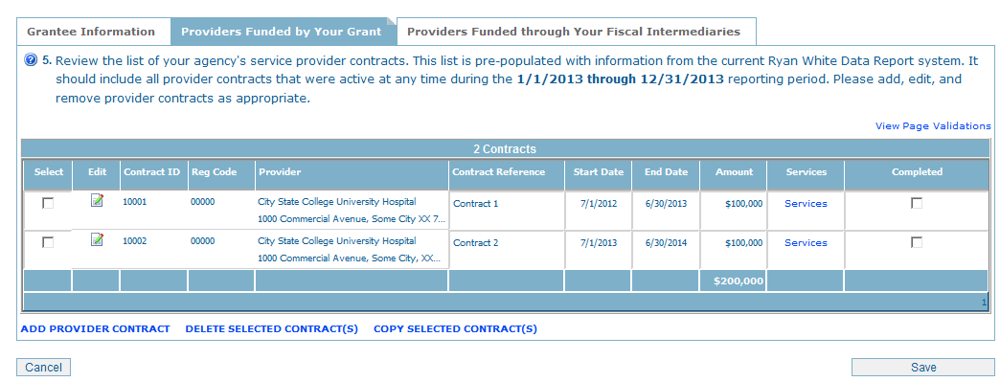 Grantee Information Providers Funded by Your Grant Providers Funded through Your Fiscal Intermediaries
? 5. Review the list of your agency's service provider contracts. This list is pre-populated with information from the current Ryan White Data Report system. It
should include all provider contracts that were active at any time during the 1/1/2013 through 12/31/2013 reporting period. Please add, edit, and
remove provider contracts as appropriate.
View Page Validations
2 Contracts
Select Edit Contract ID Reg Code Provider Contract Reference Start Date End Date Amount Services Completed
10001 00000 City State College University Hospital Contract 1 7/1/2012 6/30/2013 $100,000 Services
1000 Commercial Avenue, Some City XX 7...
10002 00000 City State College University Hospital Contract 2 7/1/2013 6/30/2014 $100,000 Services
1000 Commercial Avenue, Some City, XX...
$200,000
1
ADD PROVIDER CONTRACT DELETE SELECTED CONTRACT(S) COPY SELECTED CONTRACT(S)
Cancel Save